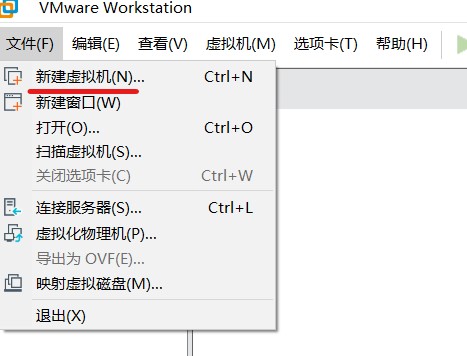 VMware Workstation
文件(F) 编辑(E) 查看(V) 虚拟机(M) 选项卡(T) 帮助(H)
新建虚拟机(N)... Ctrl+N
新建窗口(W)
打开(O)... Ctrl+O
扫描虚拟机(S)...
关闭选项卡(C) Ctrl+W
连接服务器(S)... Ctrl+L
虚拟化物理机(P)...
导出为 OVF(E)...
映射虚拟磁盘(M)...
退出(X)